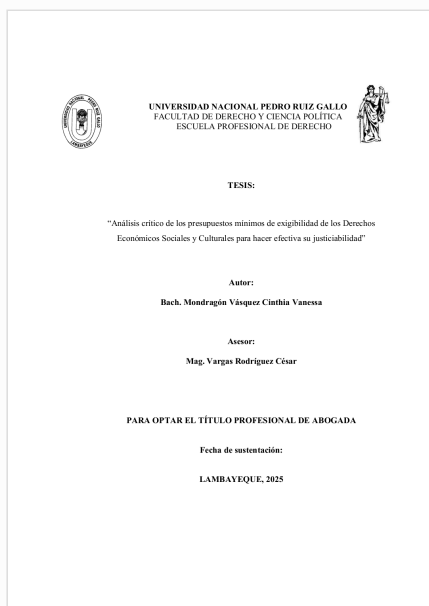 UNIVERSIDAD NACIONAL PEDRO RUIZ GALLO
FACULTAD DE DERECHO Y CIENCIA POLÍTICA
ESCUELA PROFESIONAL DE DERECHO
TESIS:
“Análisis crítico de los presupuestos mínimos de exigibilidad de los Derechos
Económicos Sociales y Culturales para hacer efectiva su justiciabilidad”
Autor:
Bach. Mondragón Vásquez Cinthia Vanessa
Asesor:
Mag. Vargas Rodríguez César
PARA OPTAR EL TÍTULO PROFESIONAL DE ABOGADA
Fecha de sustentación:
LAMBAYEQUE, 2025